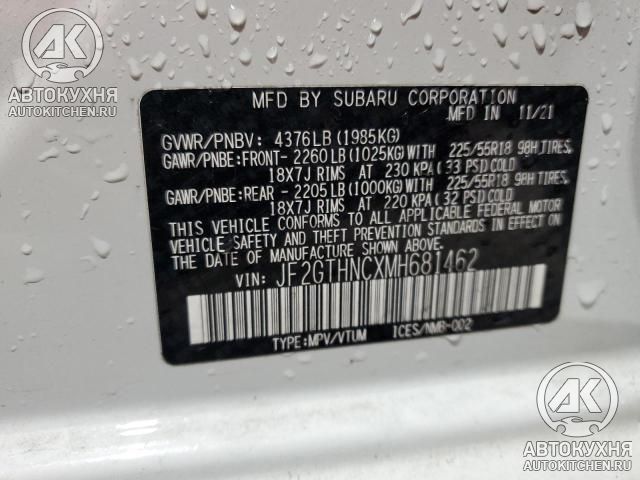 АК
АВТОКУХНЯ
AUTOKITCHEN.RU
MFD BY SUBARU CORPORATION
MFD IN 11/21
GVWR/PNBV: 4376LB (1985KG)
GAWR/PNBE:FRONT- 2260LB (1025KG) WITH 225/55R18 98H TIRES,
18X7J RIMS AT 230 KPA (33 PSI) COLD
GAWR/PNBE:REAR - 2205LB (1000KG) WITH 225/55R18 98H TIRES,
18X7J RIMS AT 220 KPA (32 PSI) COLD
THIS VEHICLE CONFORMS TO ALL APPLICABLE FEDERAL MOTOR
VEHICLE SAFETY AND BUMPER STANDARDS IN EFFECT ON THE
DATE OF MANUFACTURE SHOWN ABOVE.
VIN: JF2GTHNCXMH681462
TYPE:MPV/VTUM ICES/NMB-002
АК
АВТОКУХНЯ
AUTOKITCHEN.RU